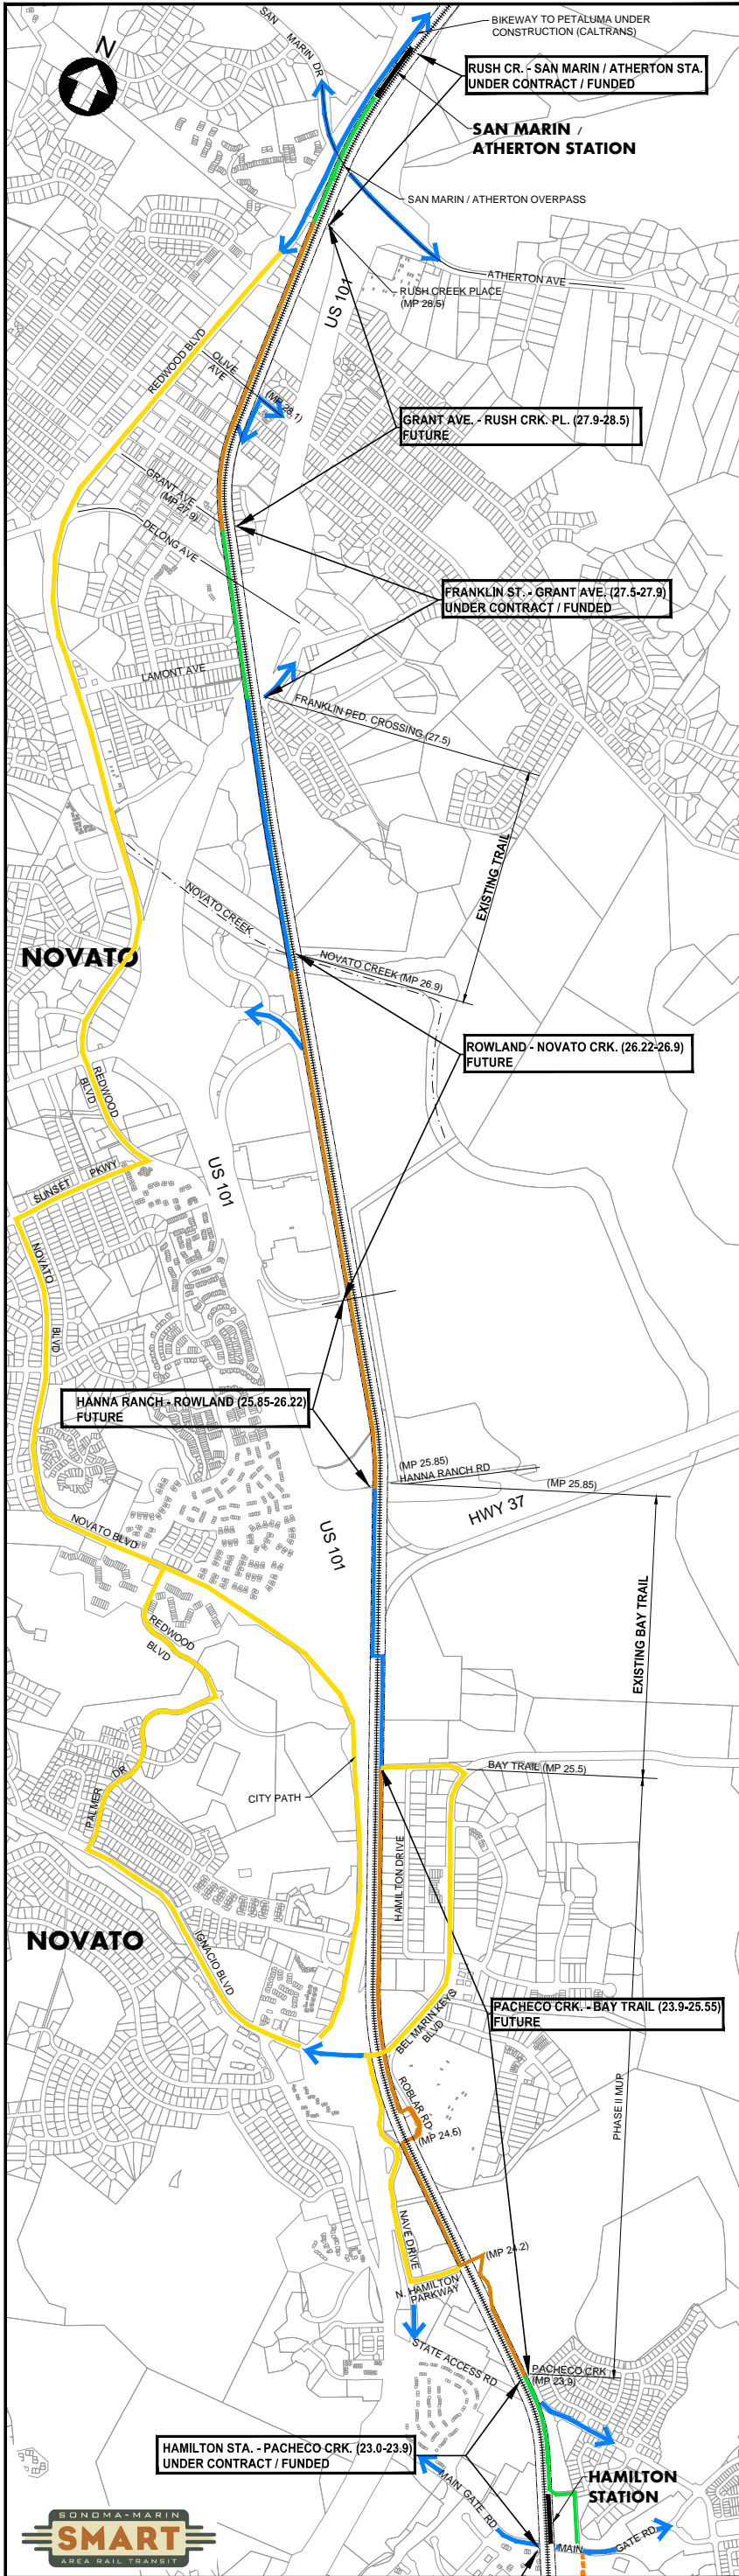 SAN MARIN DR
BIKEWAY TO PETALUMA UNDER
CONSTRUCTION (CALTRANS)
N
RUSH CR. - SAN MARIN / ATHERTON STA.
UNDER CONTRACT / FUNDED
SAN MARIN /
ATHERTON STATION
SAN MARIN / ATHERTON OVERPASS
ATHERTON AVE
RUSH CREEK PLACE
(MP 28.5)
US 101
REDWOOD BLVD
OLIVE
AVE
(MP 28.1)
GRANT AVE. - RUSH CRK. PL. (27.9-28.5)
FUTURE
GRANT AVE
(MP 27.9)
DELONG AVE
FRANKLIN ST. - GRANT AVE. (27.5-27.9)
UNDER CONTRACT / FUNDED
LAMONT AVE
FRANKLIN PED. CROSSING (27.5)
EXISTING TRAIL
NOVATO CREEK
NOVATO
NOVATO CREEK (MP 26.9)
ROWLAND - NOVATO CRK. (26.22-26.9)
FUTURE
REDWOOD
BLVD
SUNSET PKWY
US 101
NOVATO BLVD
HANNA RANCH - ROWLAND (25.85-26.22)
FUTURE
(MP 25.85)
HANNA RANCH RD
(MP 25.85)
HWY 37
US 101
NOVATO BLVD
EXISTING BAY TRAIL
REDWOOD
BLVD
BAY TRAIL (MP 25.5)
PALMER DR
CITY PATH
HAMILTON DRIVE
NOVATO
IGNACIO BLVD
PACHECO CRK. - BAY TRAIL (23.9-25.55)
FUTURE
BEL MARIN KEYS
BLVD
ROBLAR RD
(MP 24.6)
PHASE II MUP
NAVE DRIVE
(MP 24.2)
N. HAMILTON
PARKWAY
STATE ACCESS RD
PACHECO CRK
(MP 23.9)
HAMILTON STA. - PACHECO CRK. (23.0-23.9)
UNDER CONTRACT / FUNDED
MAIN GATE RD
HAMILTON
STATION
MAIN GATE RD
SONOMA-MARIN
SMART
AREA RAIL TRANSIT